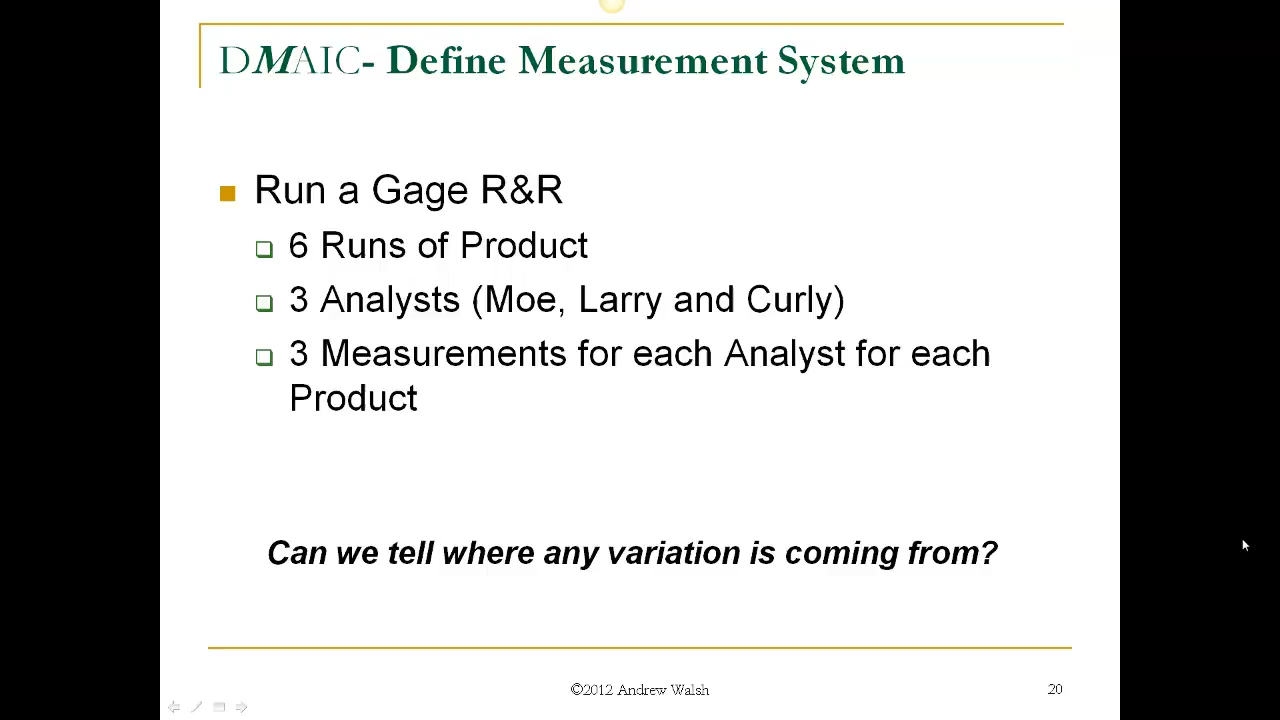 DMAIC- Define Measurement System
Run a Gage R&R
6 Runs of Product
3 Analysts (Moe, Larry and Curly)
3 Measurements for each Analyst for each
Product
Can we tell where any variation is coming from?
©2012 Andrew Walsh
20